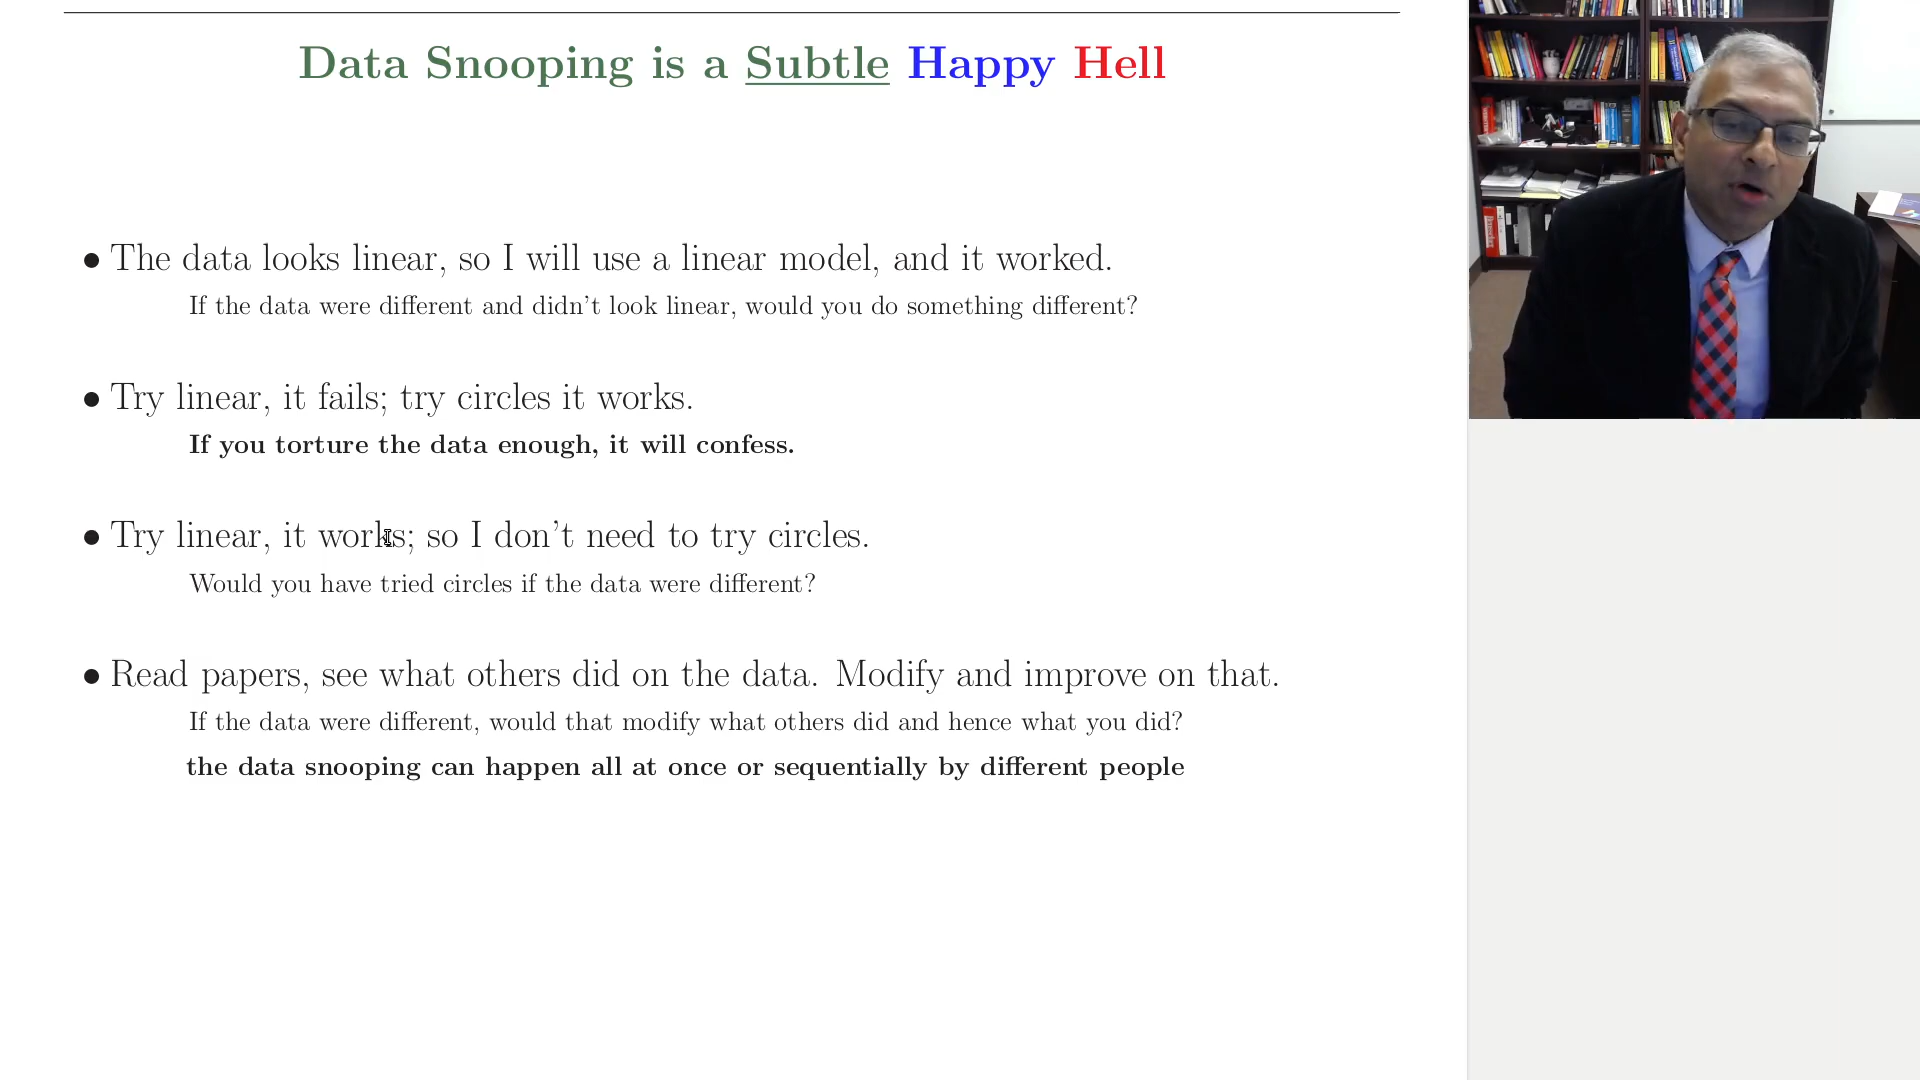 Data Snooping is a Subtle Happy Hell
• The data looks linear, so I will use a linear model, and it worked.
If the data were different and didn't look linear, would you do something different?
• Try linear, it fails; try circles it works.
If you torture the data enough, it will confess.
• Try linear, it works; so I don't need to try circles.
Would you have tried circles if the data were different?
• Read papers, see what others did on the data. Modify and improve on that.
If the data were different, would that modify what others did and hence what you did?
the data snooping can happen all at once or sequentially by different people